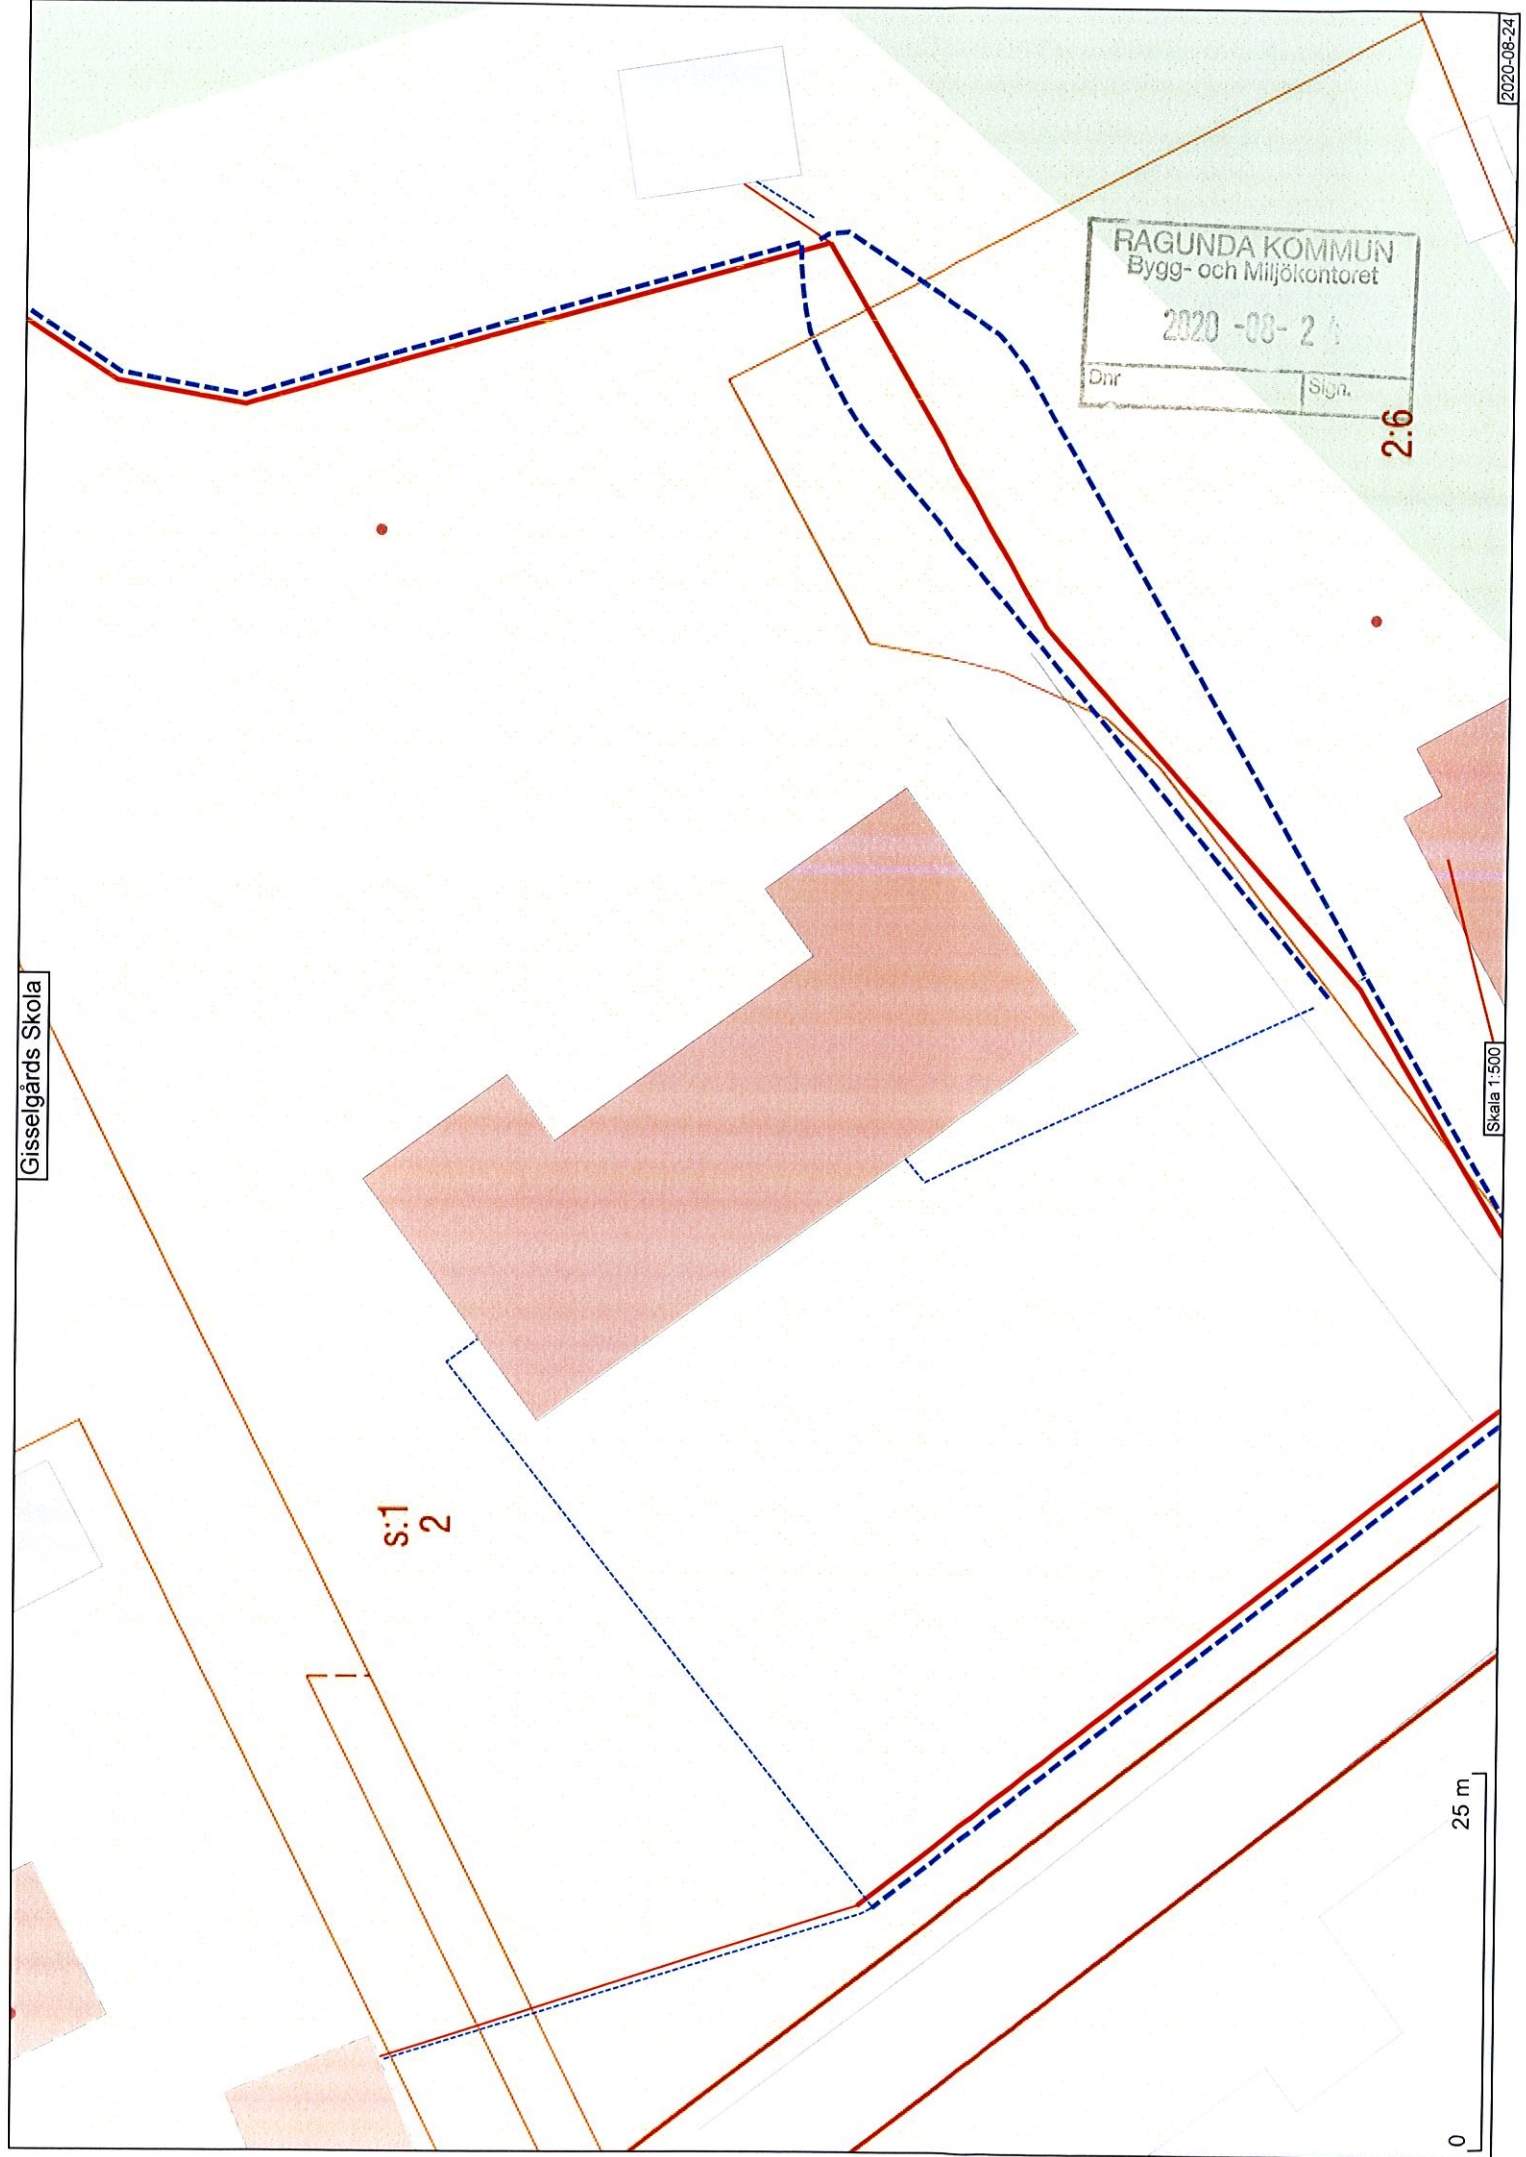 Gisselgårds Skola
2020-08-24
RAGUNDA KOMMUN
Bygg- och Miljökontoret
2020 -08- 2
Dnr
Sign.
2:6
s:1
2
Skala 1:500
0
25 m